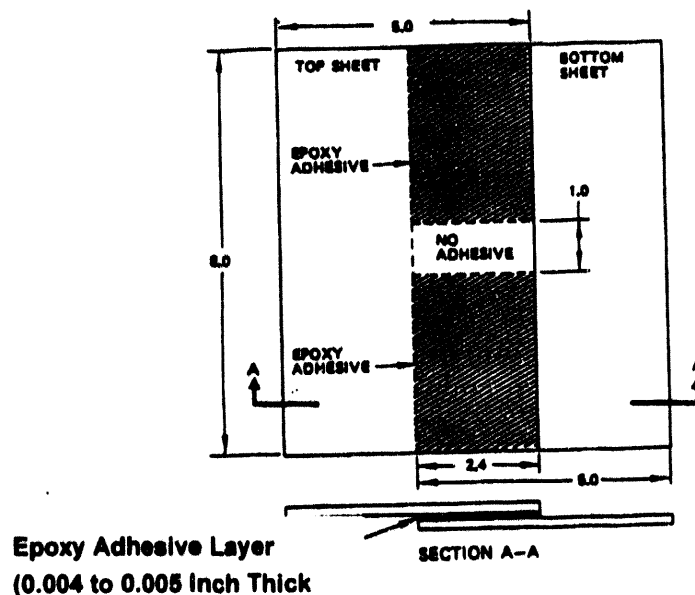 5.0
TOP SHEET
BOTTOM
SHEET
EPOXY
ADHESIVE
1.0
NO
ADHESIVE
8.0
EPOXY
ADHESIVE
A
2.4
5.0
Epoxy Adhesive Layer
(0.004 to 0.005 Inch Thick
SECTION A-A